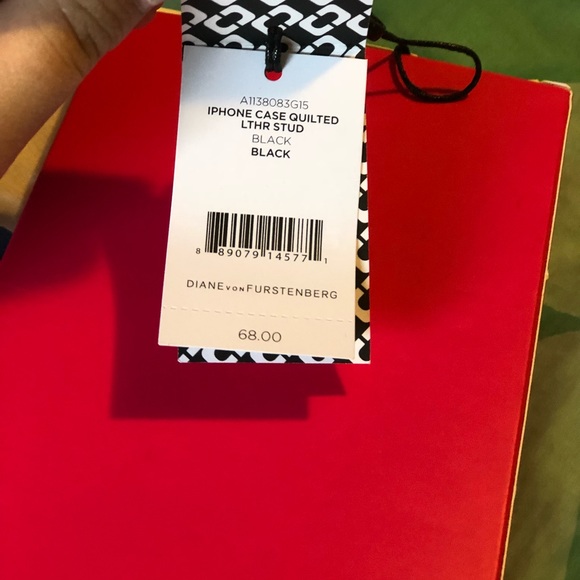 A1138083G15
IPHONE CASE QUILTED
LTHR STUD
BLACK
BLACK
8 89079 14577 1
DIANE VON FURSTENBERG
68.00